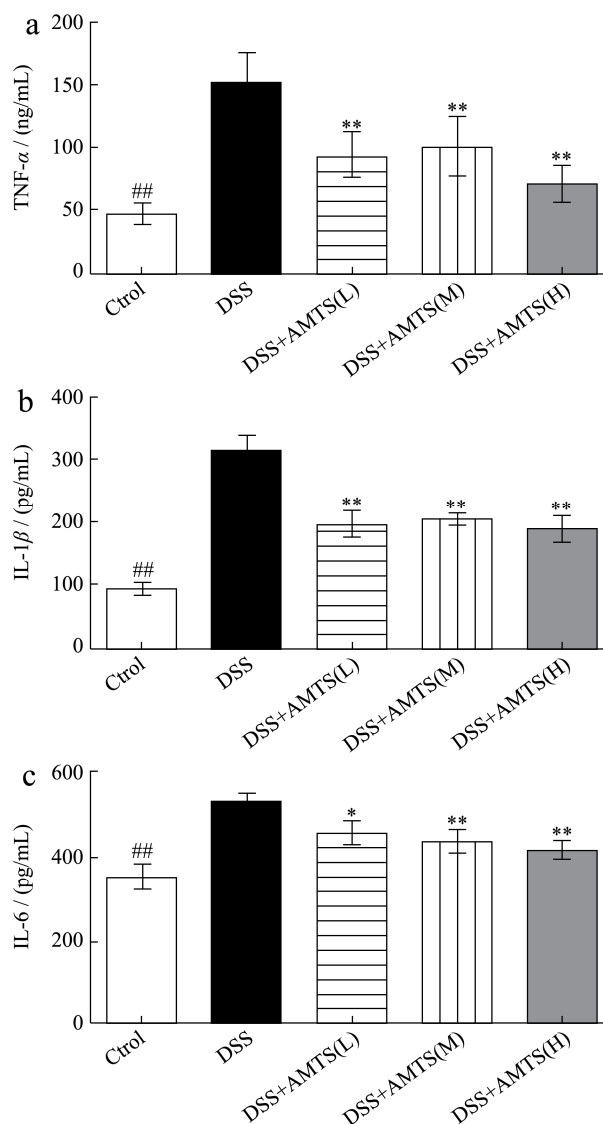 a
TNF-α / (ng/mL)
200
150
100
50
0
##
**
**
**
Ctrol
DSS
DSS+AMTS(L)
DSS+AMTS(M)
DSS+AMTS(H)
b
IL-1β / (pg/mL)
400
300
200
100
0
##
**
**
**
Ctrol
DSS
DSS+AMTS(L)
DSS+AMTS(M)
DSS+AMTS(H)
c
IL-6 / (pg/mL)
600
400
200
0
##
*
**
**
Ctrol
DSS
DSS+AMTS(L)
DSS+AMTS(M)
DSS+AMTS(H)